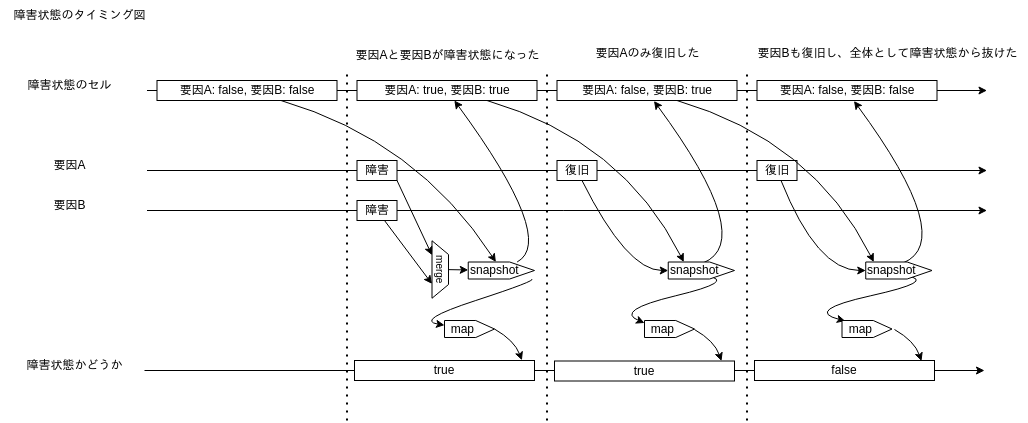 障害状態のタイミング図
要因Aと要因Bが障害状態になった
要因Aのみ復旧した
要因Bも復旧し、全体として障害状態から抜けた
障害状態のセル
要因A: false, 要因B: false
要因A: true, 要因B: true
要因A: false, 要因B: true
要因A: false, 要因B: false
要因A
障害
復旧
復旧
要因B
障害
merge
snapshot
snapshot
snapshot
map
map
map
障害状態かどうか
true
true
false